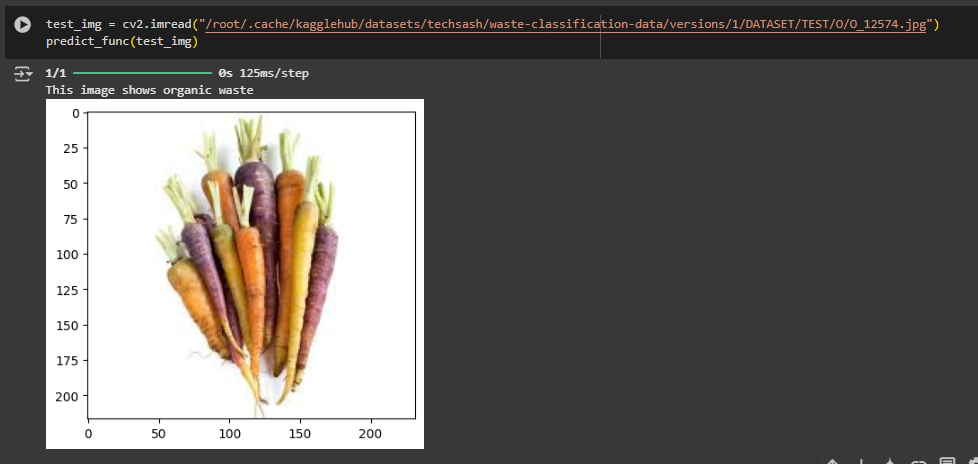 test_img = cv2.imread("/root/.cache/kagglehub/datasets/techsash/waste-classification-data/versions/1/DATASET/TEST/O/O_12574.jpg")
predict_func(test_img)
1/1 0s 125ms/step
This image shows organic waste
0
25
50
75
100
125
150
175
200
0 50 100 150 200